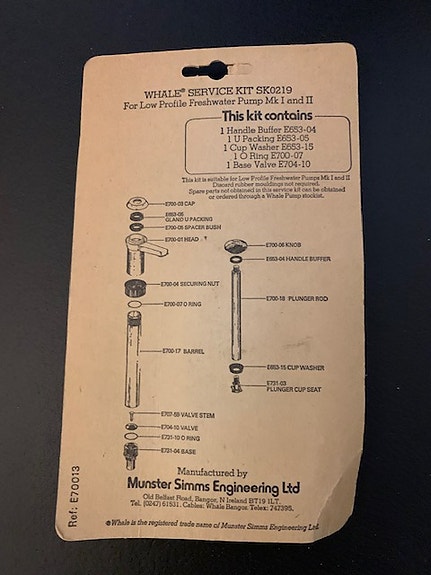 WHALE® SERVICE KIT SK0219
For Low Profile Freshwater Pump Mk I and II
This kit contains
1 Handle Buffer E653-04
1 U Packing E653-05
1 Cup Washer E653-15
1 O Ring E700-07
1 Base Valve E704-10
This kit is suitable for Low Profile Freshwater Pumps Mk I and II
Discard rubber mouldings not required.
Spare parts not obtained in this service kit can be obtained
or ordered through a Whale Pump stockist.
E700-03 CAP
E653-05
GLAND U PACKING
E700-05 SPACER BUSH
E700-01 HEAD
E700-06 KNOB
E653-04 HANDLE BUFFER
E700-04 SECURING NUT
E700-07 O RING
E700-18 PLUNGER ROD
E700-17 BARREL
E653-15 CUP WASHER
E731-03
PLUNGER CUP SEAT
E707-59 VALVE STEM
E704-10 VALVE
E731-10 O RING
E731-04 BASE
Manufactured by
Munster Simms Engineering Ltd
Old Belfast Road, Bangor, N Ireland BT19 1LT.
Tel. (0247) 61531. Cables: Whale Bangor. Telex: 747395.
® Whale is the registered trade name of Munster Simms Engineering Ltd.
Ref: E70013